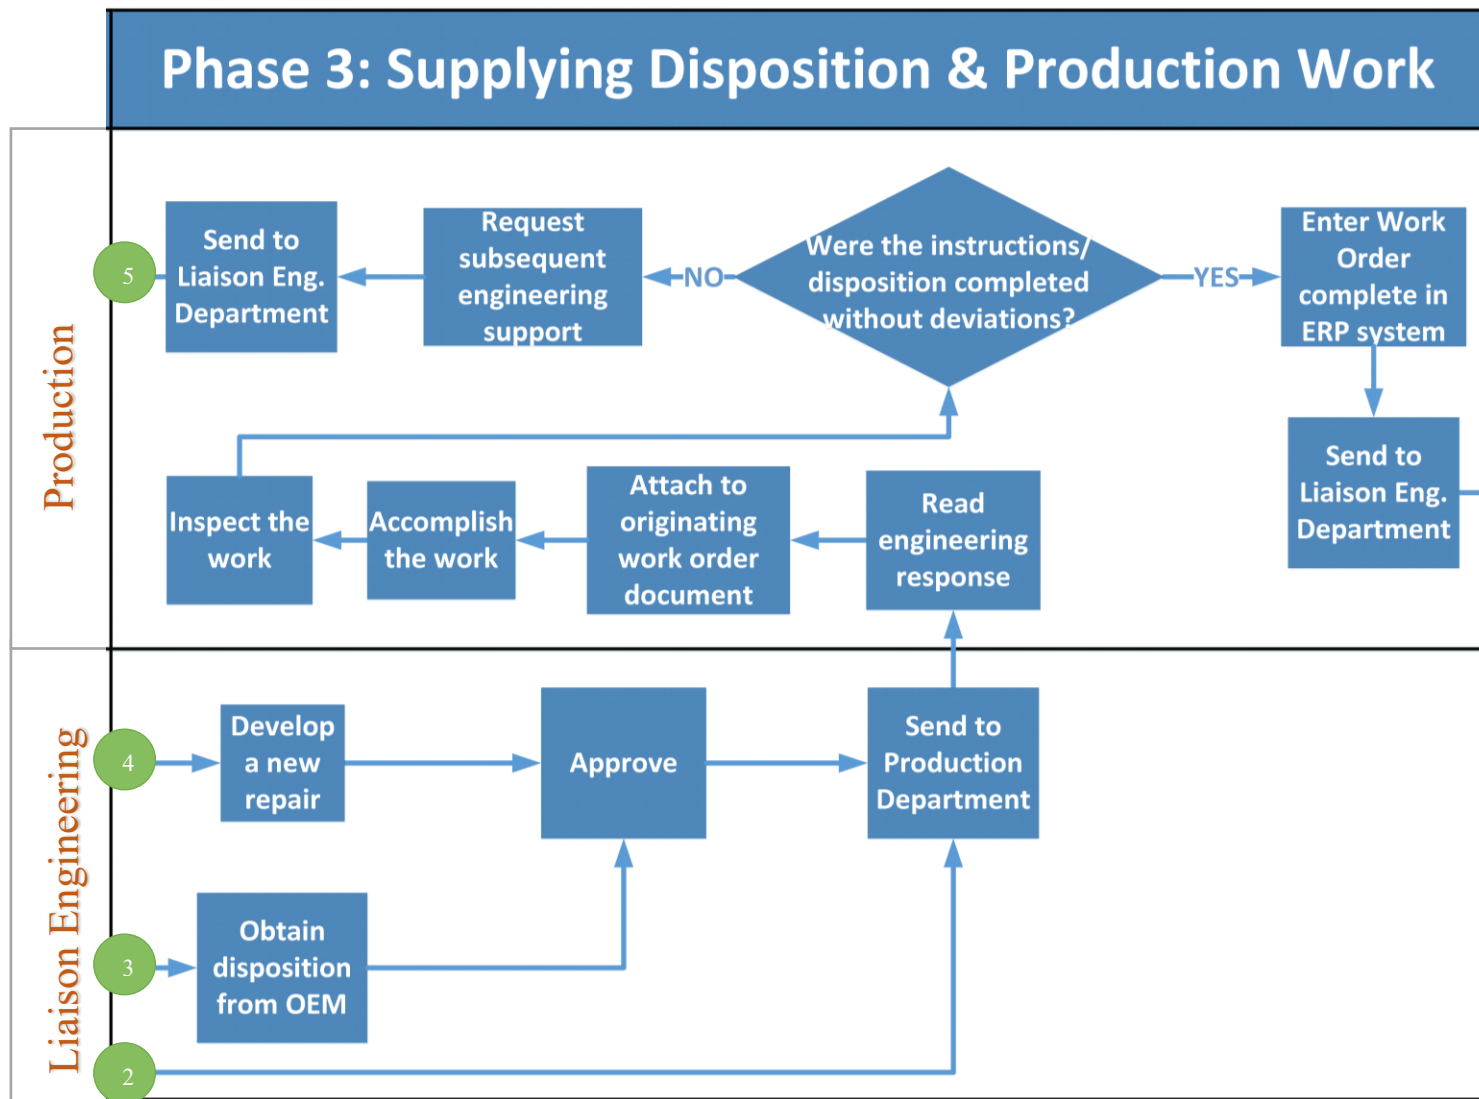 Phase 3: Supplying Disposition & Production Work
Production
5
Send to
Liaison Eng.
Department
Request
subsequent
engineering
support
NO
Were the instructions/
disposition completed
without deviations?
YES
Enter Work
Order
complete in
ERP system
Inspect the
work
Accomplish
the work
Attach to
originating
work order
document
Read
engineering
response
Send to
Liaison Eng.
Department
Liaison Engineering
4
Develop
a new
repair
Approve
Send to
Production
Department
3
Obtain
disposition
from OEM
2